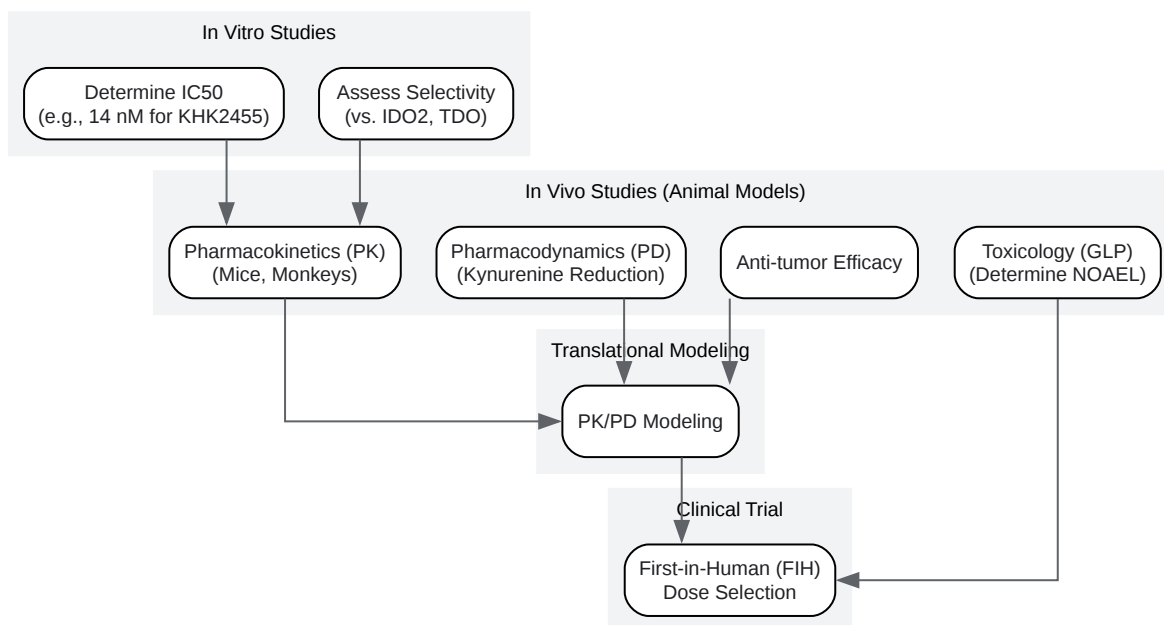 In Vitro Studies
Determine IC50
(e.g., 14 nM for KHK2455)
Assess Selectivity
(vs. IDO2, TDO)
In Vivo Studies (Animal Models)
Pharmacokinetics (PK)
(Mice, Monkeys)
Pharmacodynamics (PD)
(Kynurenine Reduction)
Anti-tumor Efficacy
Toxicology (GLP)
(Determine NOAEL)
Translational Modeling
PK/PD Modeling
Clinical Trial
First-in-Human (FIH)
Dose Selection